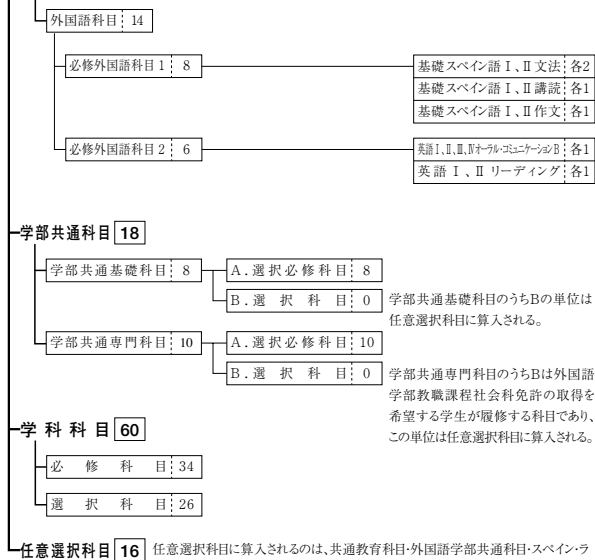 外国語科目 14
必修外国語科目1 8
基礎スペイン語Ⅰ、Ⅱ文法 各2
基礎スペイン語Ⅰ、Ⅱ講読 各1
基礎スペイン語Ⅰ、Ⅱ作文 各1
必修外国語科目2 6
英語Ⅰ、Ⅱ、Ⅲ、Ⅳオーラル・コミュニケーションB 各1
英語Ⅰ、Ⅱリーディング 各1
学部共通科目 18
学部共通基礎科目 8
A.選択必修科目 8
B.選択科目 0
学部共通基礎科目のうちBの単位は
任意選択科目に算入される。
学部共通専門科目 10
A.選択必修科目 10
B.選択科目 0
学部共通専門科目のうちBは外国語
学部教職課程社会科免許の取得を
希望する学生が履修する科目であり、
この単位は任意選択科目に算入される。
学科科目 60
必修科目 34
選択科目 26
任意選択科目 16 任意選択科目に算入されるのは、共通教育科目・外国語学部共通科目・スペイン・ラ